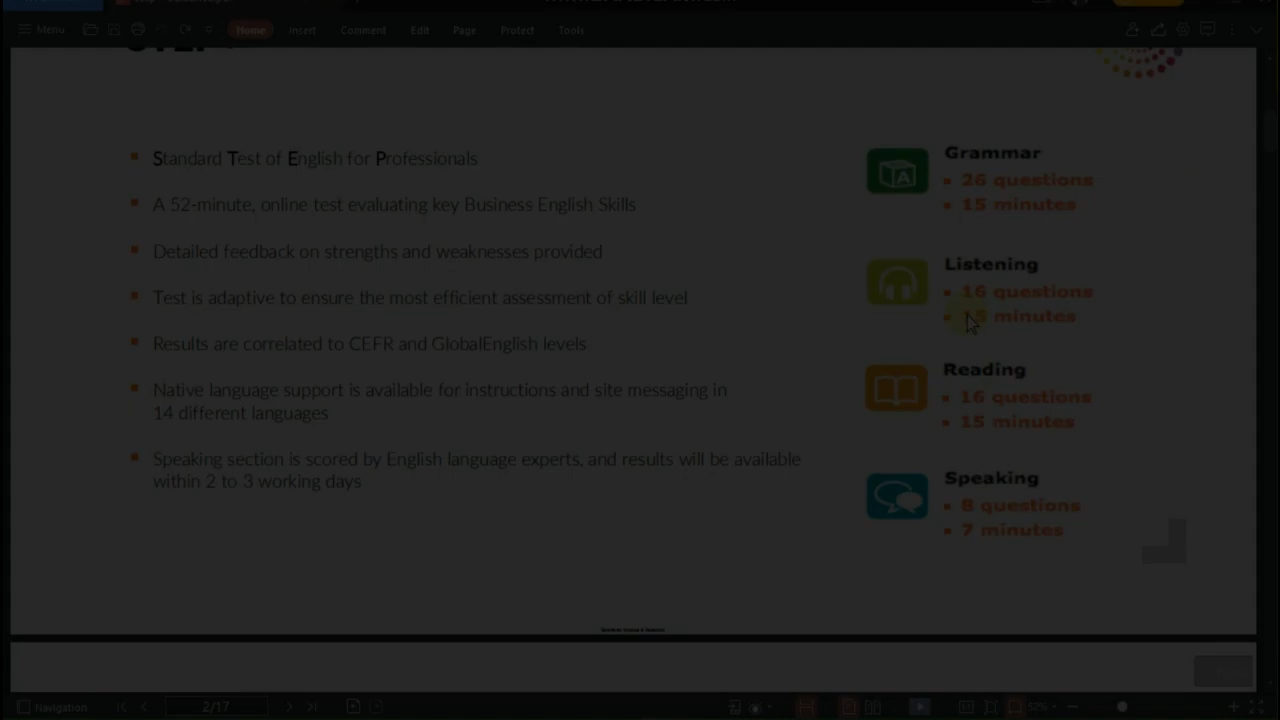 Menu
Home
Insert
Comment
Edit
Page
Protect
Tools
Standard Test of English for Professionals
A 52-minute, online test evaluating key Business English Skills
Detailed feedback on strengths and weaknesses provided
Test is adaptive to ensure the most efficient assessment of skill level
Results are correlated to CEFR and GlobalEnglish levels
Native language support is available for instructions and site messaging in
14 different languages
Speaking section is scored by English language experts, and results will be available
within 2 to 3 working days
Grammar
26 questions
15 minutes
Listening
16 questions
15 minutes
Reading
16 questions
15 minutes
Speaking
8 questions
7 minutes
Navigation
2/17
52%